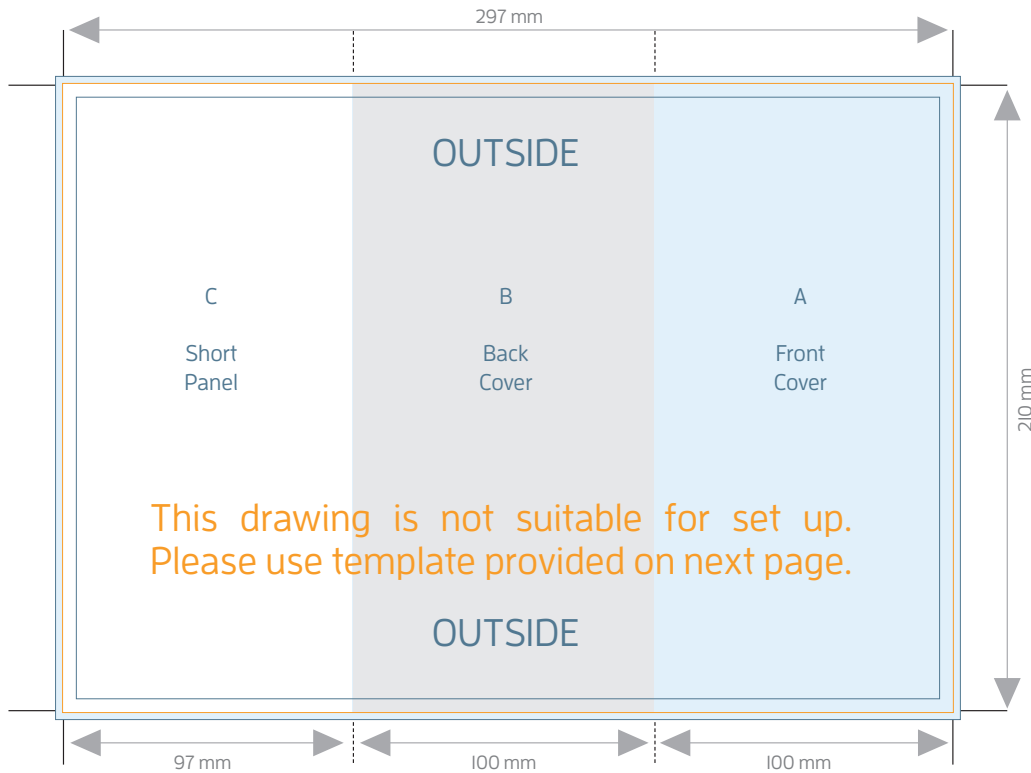 297 mm
OUTSIDE
C
Short
Panel
B
Back
Cover
A
Front
Cover
210 mm
This drawing is not suitable for set up.
Please use template provided on next page.
OUTSIDE
97 mm
100 mm
100 mm